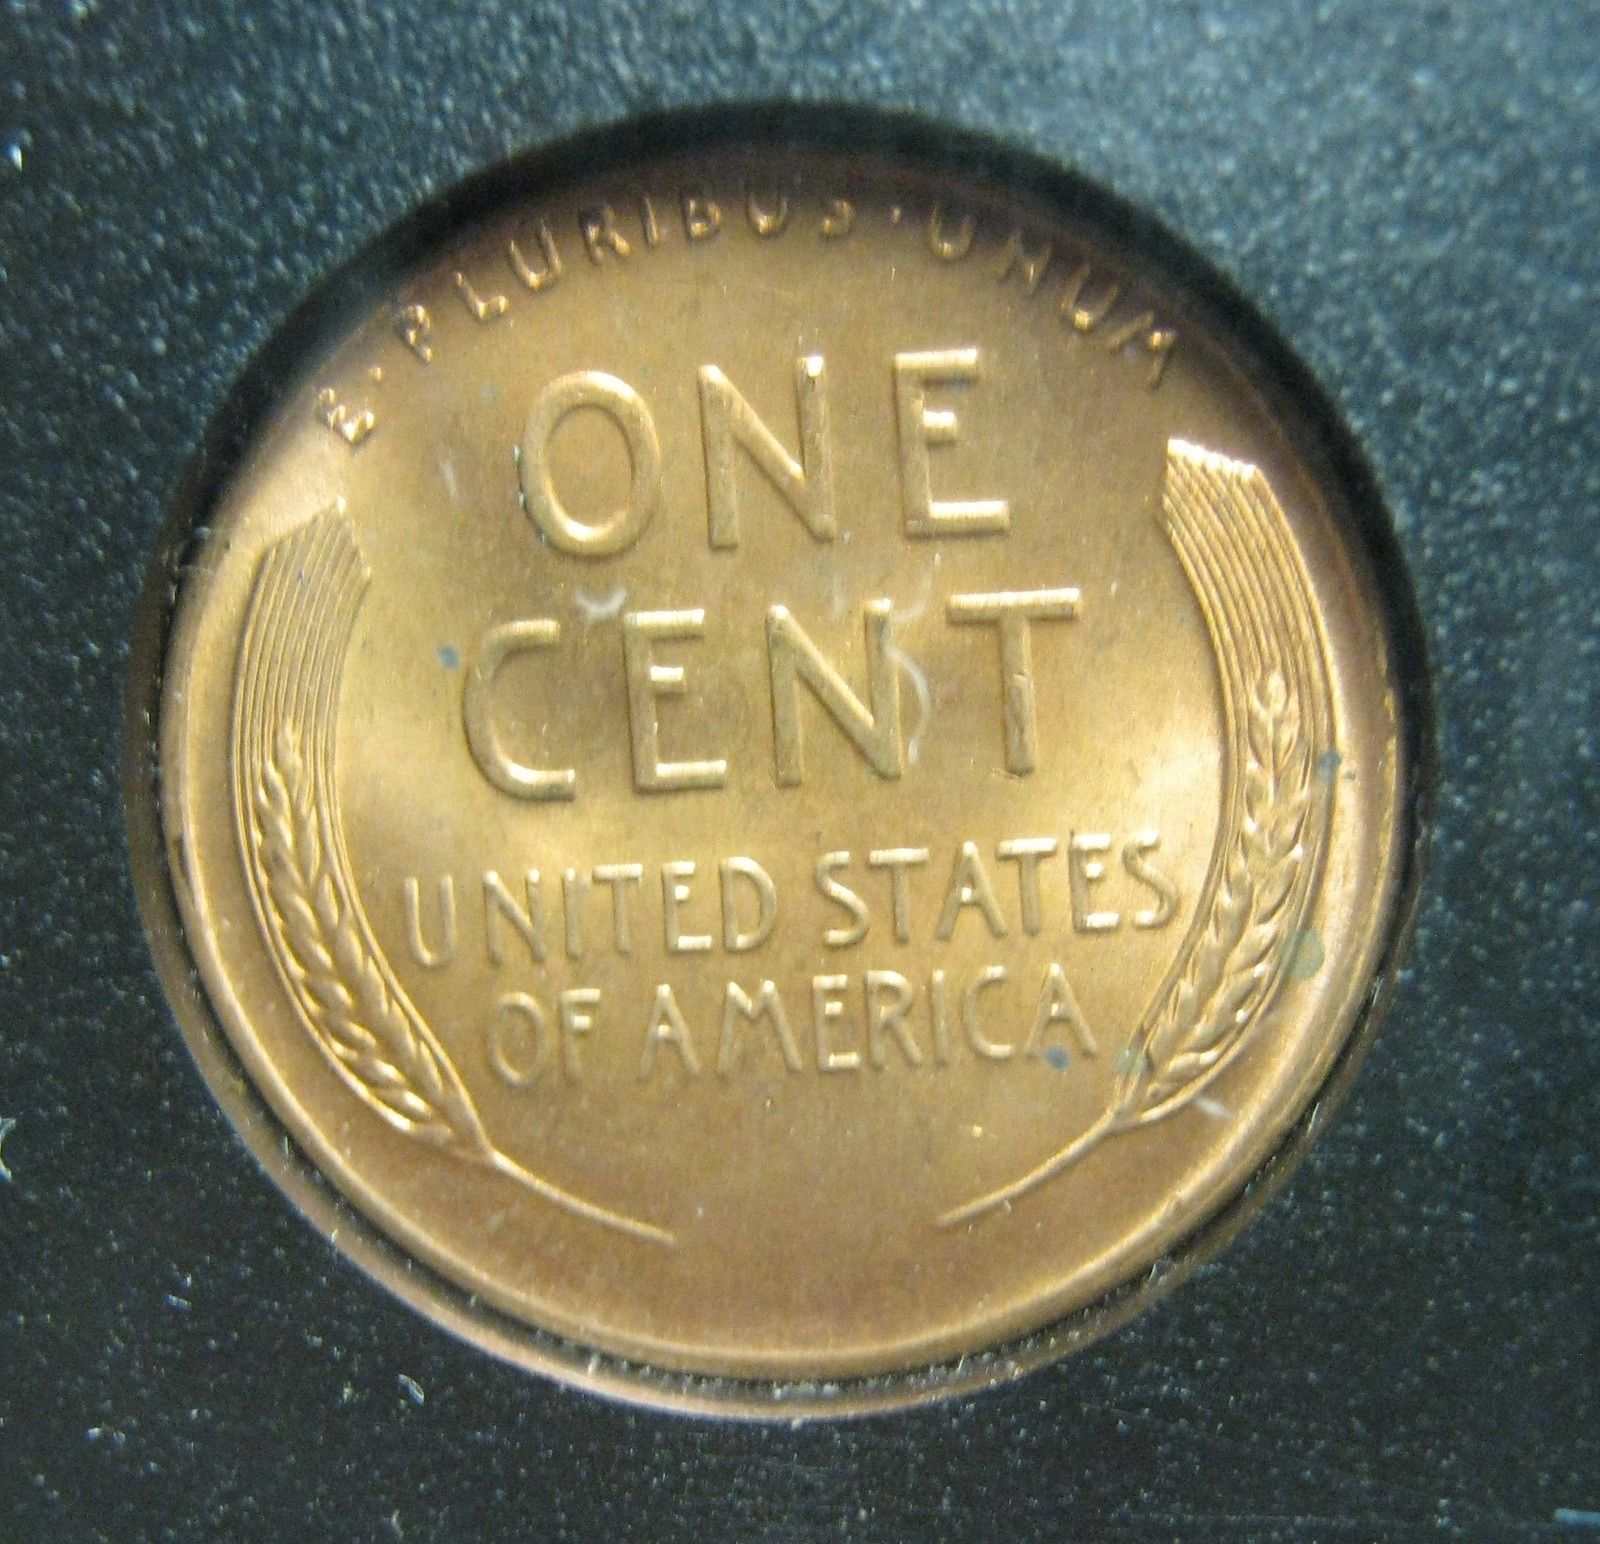 E·PLURIBUS·UNUM
ONE
CENT
UNITED STATES
OF AMERICA